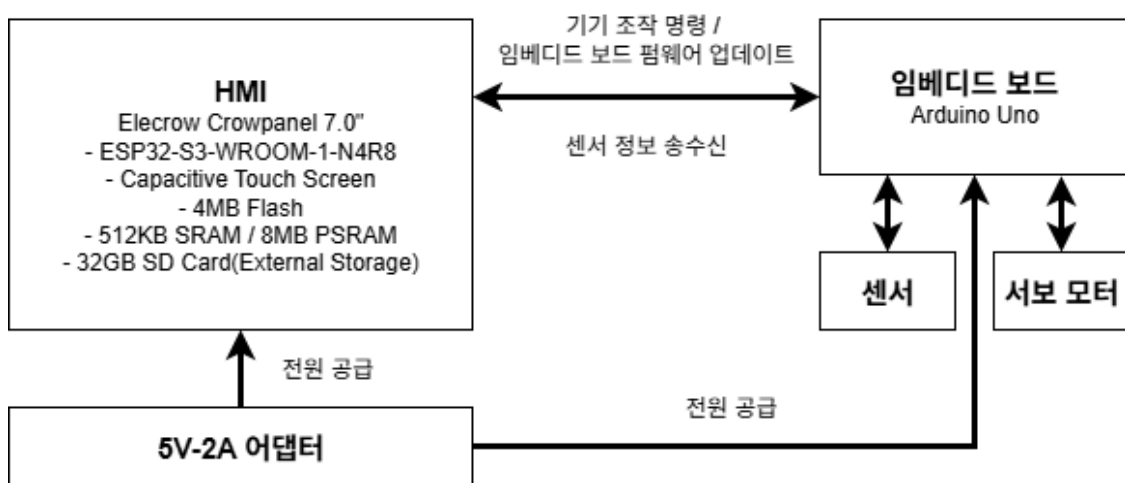 HMI
Elecrow Crowpanel 7.0"
- ESP32-S3-WROOM-1-N4R8
- Capacitive Touch Screen
- 4MB Flash
- 512KB SRAM / 8MB PSRAM
- 32GB SD Card(External Storage)
기기 조작 명령 /
임베디드 보드 펌웨어 업데이트
센서 정보 송수신
임베디드 보드
Arduino Uno
센서
서보 모터
전원 공급
전원 공급
5V-2A 어댑터